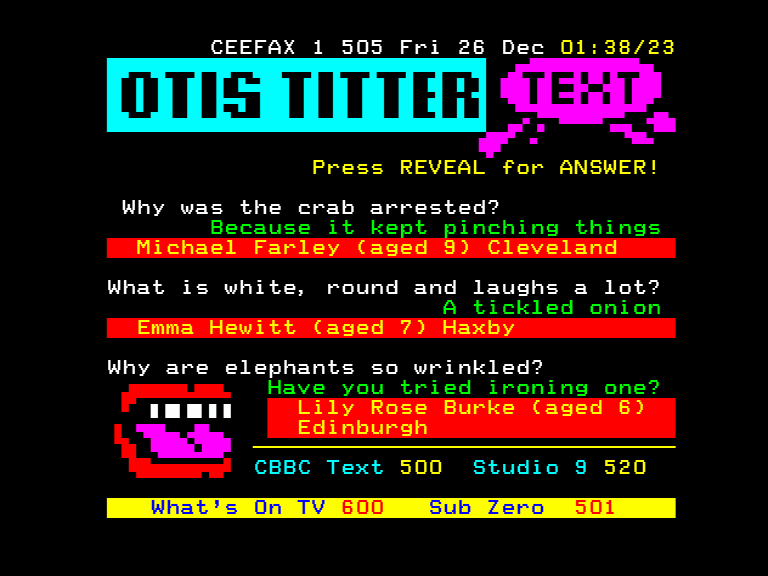 CEEFAX 1 505 Fri 26 Dec 01:38/23
OTIS TITTER TEXT
Press REVEAL for ANSWER!
Why was the crab arrested?
Because it kept pinching things
Michael Farley (aged 9) Cleveland
What is white, round and laughs a lot?
A tickled onion
Emma Hewitt (aged 7) Haxby
Why are elephants so wrinkled?
Have you tried ironing one?
Lily Rose Burke (aged 6)
Edinburgh
CBBC Text 500 Studio 9 520
What's On TV 600 Sub Zero 501